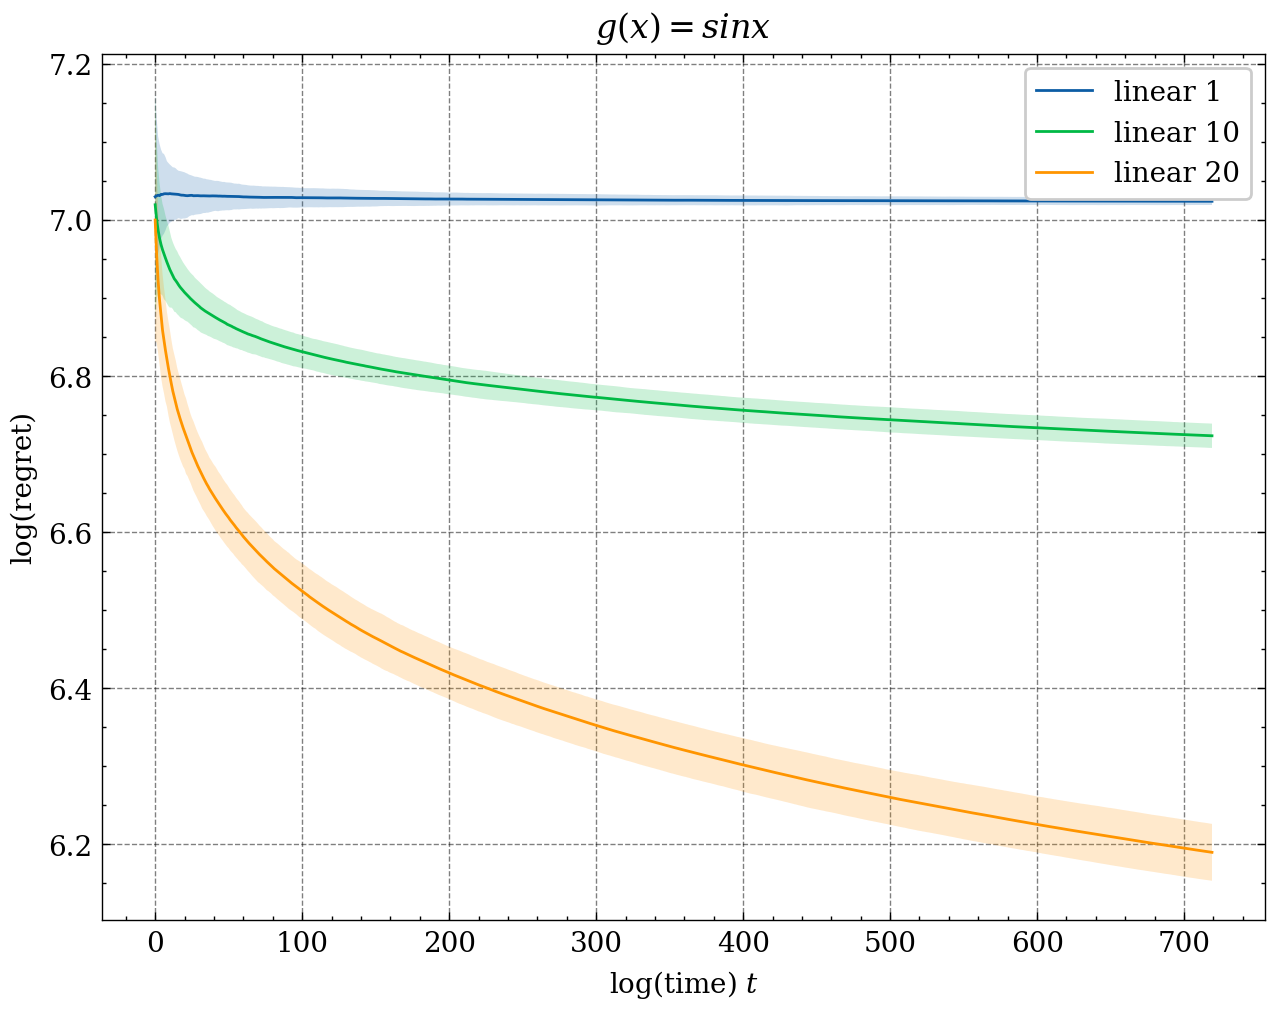 g(x) = sinx
7.2
7.0
6.8
6.6
6.4
6.2
log(regret)
linear 1
linear 10
linear 20
0 100 200 300 400 500 600 700
log(time) t